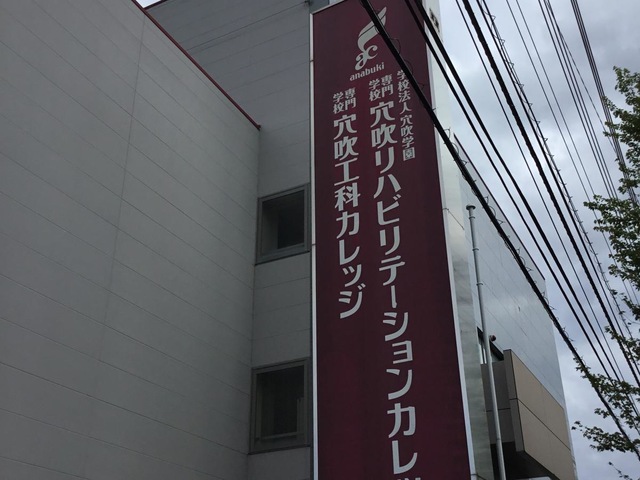 ac
anabuki
学校法人穴吹学園
専門学校 穴吹リハビリテーションカレ
専門学校 穴吹工科カレッジ